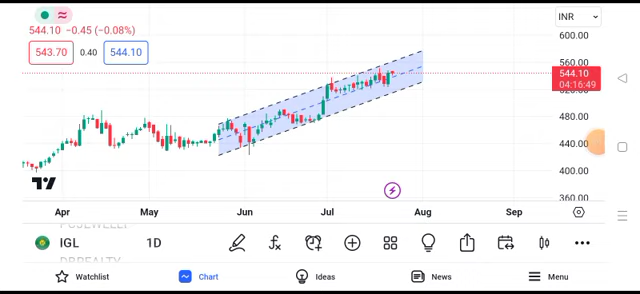 INR
544.10 −0.45 (−0.08%)
543.70 0.40 544.10
600.00
560.00
544.10
04:16:49
520.00
480.00
440.00
400.00
360.00
Apr May Jun Jul Aug Sep
IGL 1D
Watchlist Chart Ideas News Menu